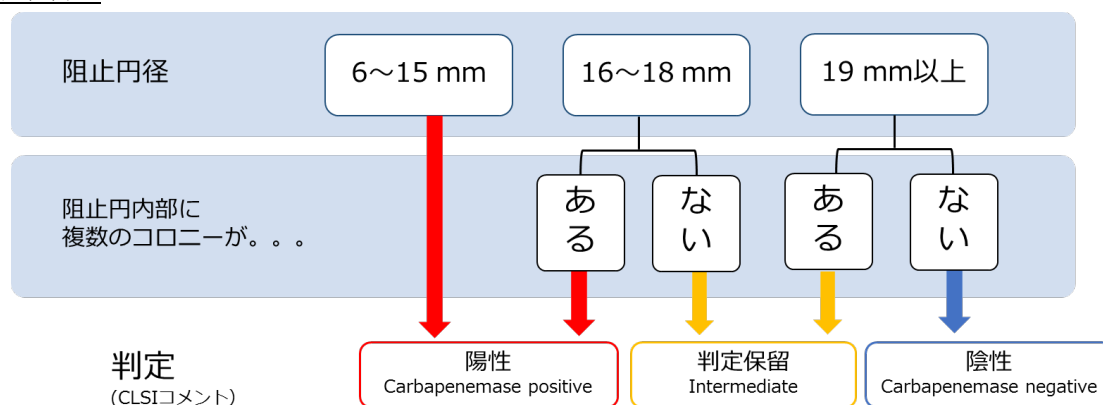 阻止円径
6～15 mm
16～18 mm
19 mm以上
阻止円内部に
複数のコロニーが。。。
ある
ない
ある
ない
判定
(CLSIコメント)
陽性
Carbapenemase positive
判定保留
Intermediate
陰性
Carbapenemase negative